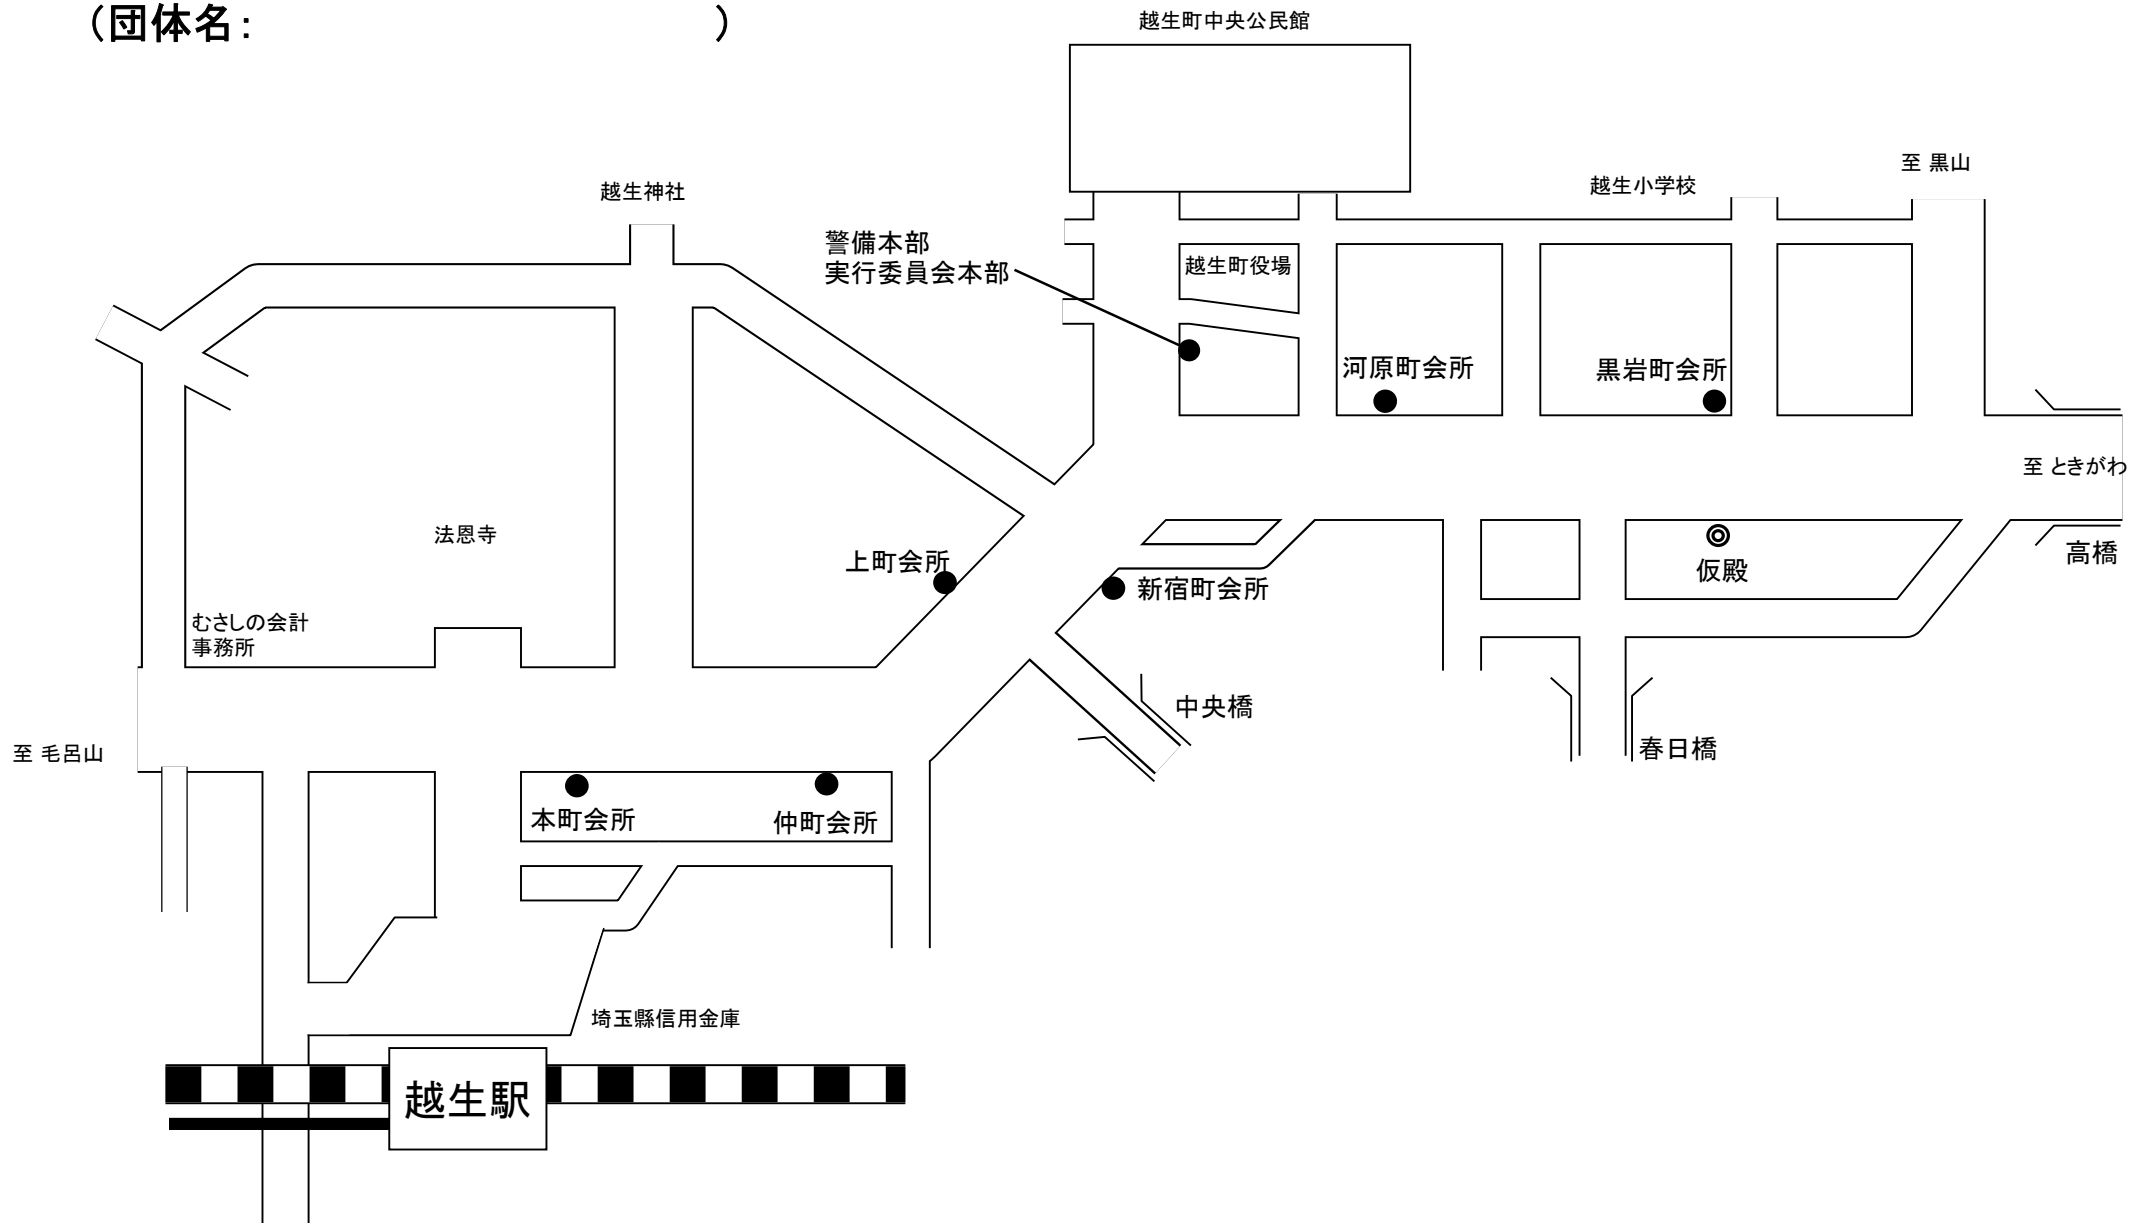 （団体名：　　　　　　　　　　　）
越生町中央公民館
至 黒山
越生小学校
越生神社
警備本部
実行委員会本部
越生町役場
河原町会所
黒岩町会所
至 ときがわ
法恩寺
上町会所
新宿町会所
仮殿
高橋
むさしの会計
事務所
中央橋
春日橋
至 毛呂山
本町会所
仲町会所
埼玉縣信用金庫
越生駅